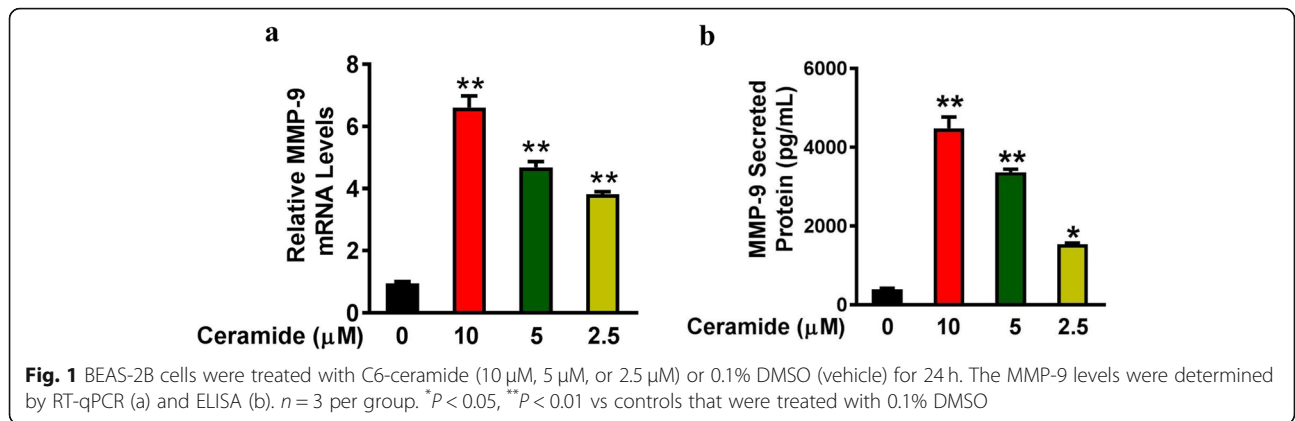 a
Relative MMP-9
mRNA Levels
8
6
4
2
0
**
**
**
Ceramide (μM) 0 10 5 2.5
b
MMP-9 Secreted
Protein (pg/mL)
6000
4000
2000
0
**
**
*
Ceramide (μM) 0 10 5 2.5
Fig. 1 BEAS-2B cells were treated with C6-ceramide (10 μM, 5 μM, or 2.5 μM) or 0.1% DMSO (vehicle) for 24 h. The MMP-9 levels were determined
by RT-qPCR (a) and ELISA (b). n = 3 per group. *P < 0.05, **P < 0.01 vs controls that were treated with 0.1% DMSO